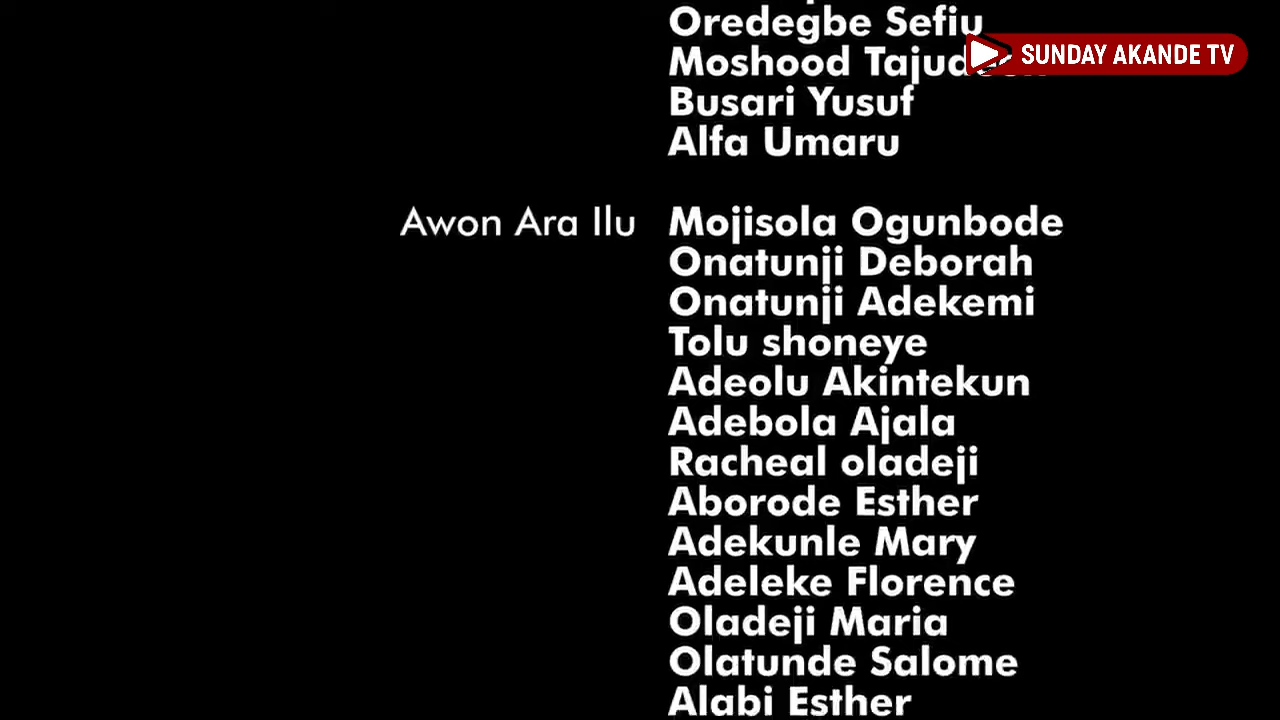 Oredegbe Sefiu
SUNDAY AKANDE TV
Moshood
Busari Yusuf
Alfa Umaru
Awon Ara Ilu Mojisola Ogunbode
Onatunji Deborah
Onatunji Adekemi
Tolu shoneye
Adeolu Akintekun
Adebola Ajala
Racheal oladeji
Aborode Esther
Adekunle Mary
Adeleke Florence
Oladeji Maria
Olatunde Salome
Alabi Esther